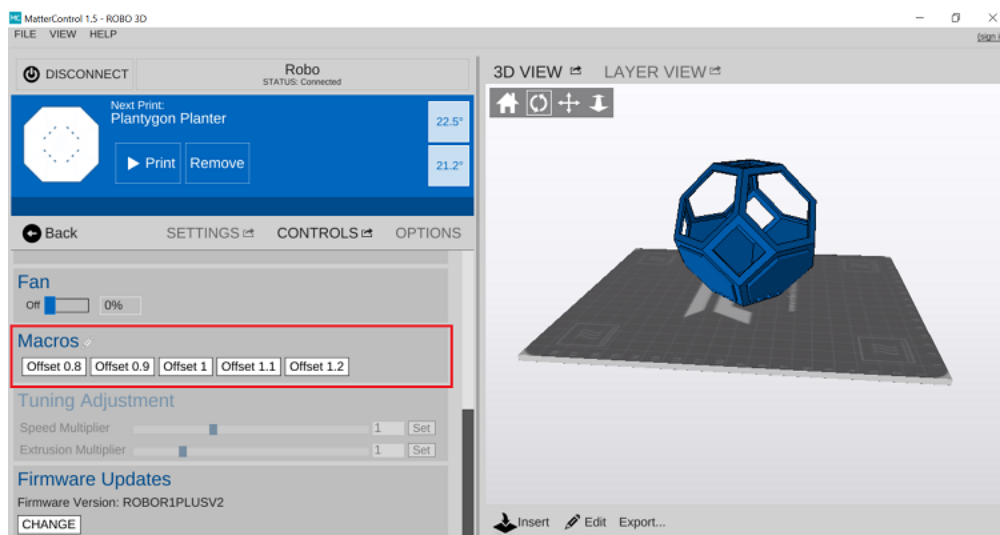 MC MatterControl 1.5 - ROBO 3D
FILE VIEW HELP
DISCONNECT
Robo
STATUS: Connected
Next Print:
Plantygon Planter
22.5°
Print Remove
21.2°
Back SETTINGS CONTROLS OPTIONS
Fan
Off 0%
Macros
Offset 0.8 Offset 0.9 Offset 1 Offset 1.1 Offset 1.2
Tuning Adjustment
Speed Multiplier 1 Set
Extrusion Multiplier 1 Set
Firmware Updates
Firmware Version: ROBOR1PLUSV2
CHANGE
3D VIEW LAYER VIEW
Insert Edit Export...